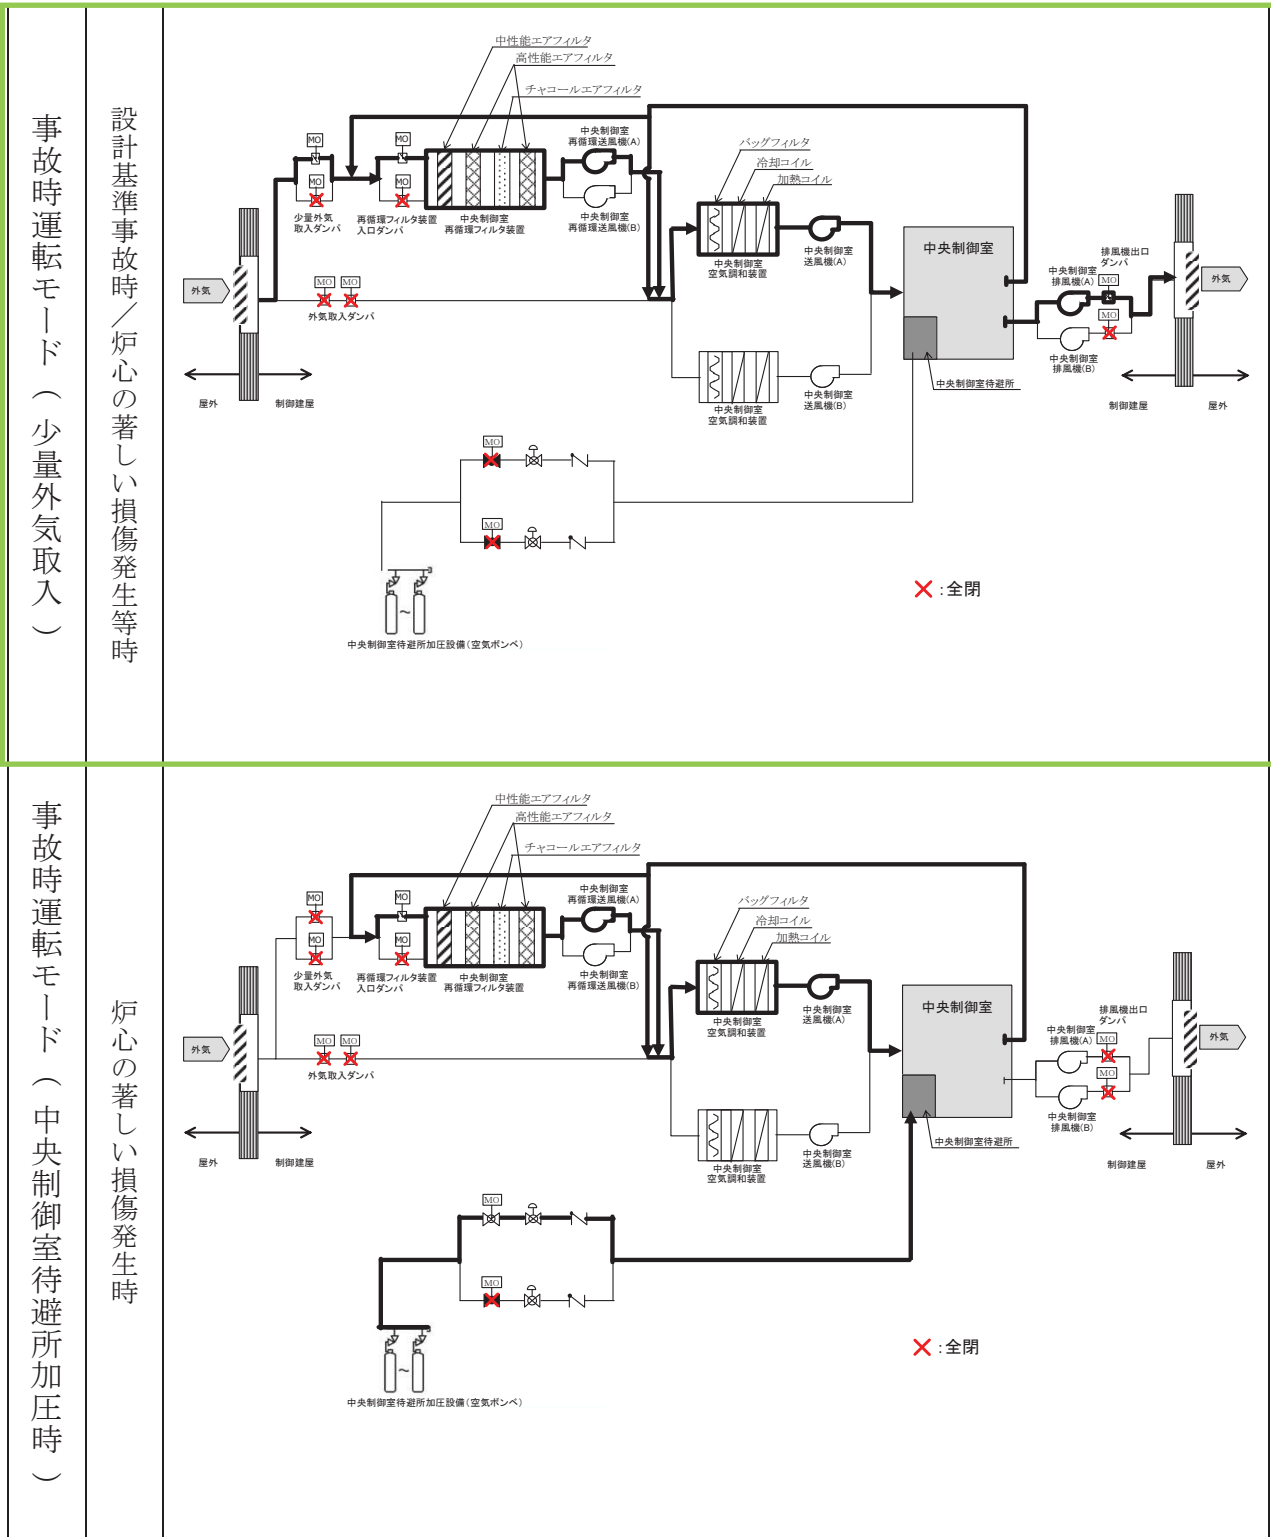 事故時運転モード（少量外気取入）
設計基準事故時／炉心の著しい損傷発生等時
中性能エアフィルタ
高性能エアフィルタ
チャコールエアフィルタ
MO
MO
少量外気
取入ダンパ
MO
MO
再循環フィルタ装置
入口ダンパ
中央制御室
再循環フィルタ装置
中央制御室
再循環送風機(A)
中央制御室
再循環送風機(B)
バッグフィルタ
冷却コイル
加熱コイル
中央制御室
空気調和装置
中央制御室
送風機(A)
中央制御室
排風機出口
ダンパ
中央制御室
排風機(A)
MO
MO
中央制御室
排風機(B)
外気
外気
MO
MO
外気取入ダンパ
屋外
制御建屋
中央制御室
空気調和装置
中央制御室
送風機(B)
中央制御室待避所
制御建屋
屋外
MO
MO
～
中央制御室待避所加圧設備（空気ボンベ）
：全閉
事故時運転モード（中央制御室待避所加圧時）
炉心の著しい損傷発生時
中性能エアフィルタ
高性能エアフィルタ
チャコールエアフィルタ
MO
MO
少量外気
取入ダンパ
MO
MO
再循環フィルタ装置
入口ダンパ
中央制御室
再循環フィルタ装置
中央制御室
再循環送風機(A)
中央制御室
再循環送風機(B)
バッグフィルタ
冷却コイル
加熱コイル
中央制御室
空気調和装置
中央制御室
送風機(A)
中央制御室
排風機出口
ダンパ
中央制御室
排風機(A)
MO
MO
中央制御室
排風機(B)
外気
外気
MO
MO
外気取入ダンパ
屋外
制御建屋
中央制御室
空気調和装置
中央制御室
送風機(B)
中央制御室待避所
制御建屋
屋外
MO
MO
～
中央制御室待避所加圧設備（空気ボンベ）
：全閉